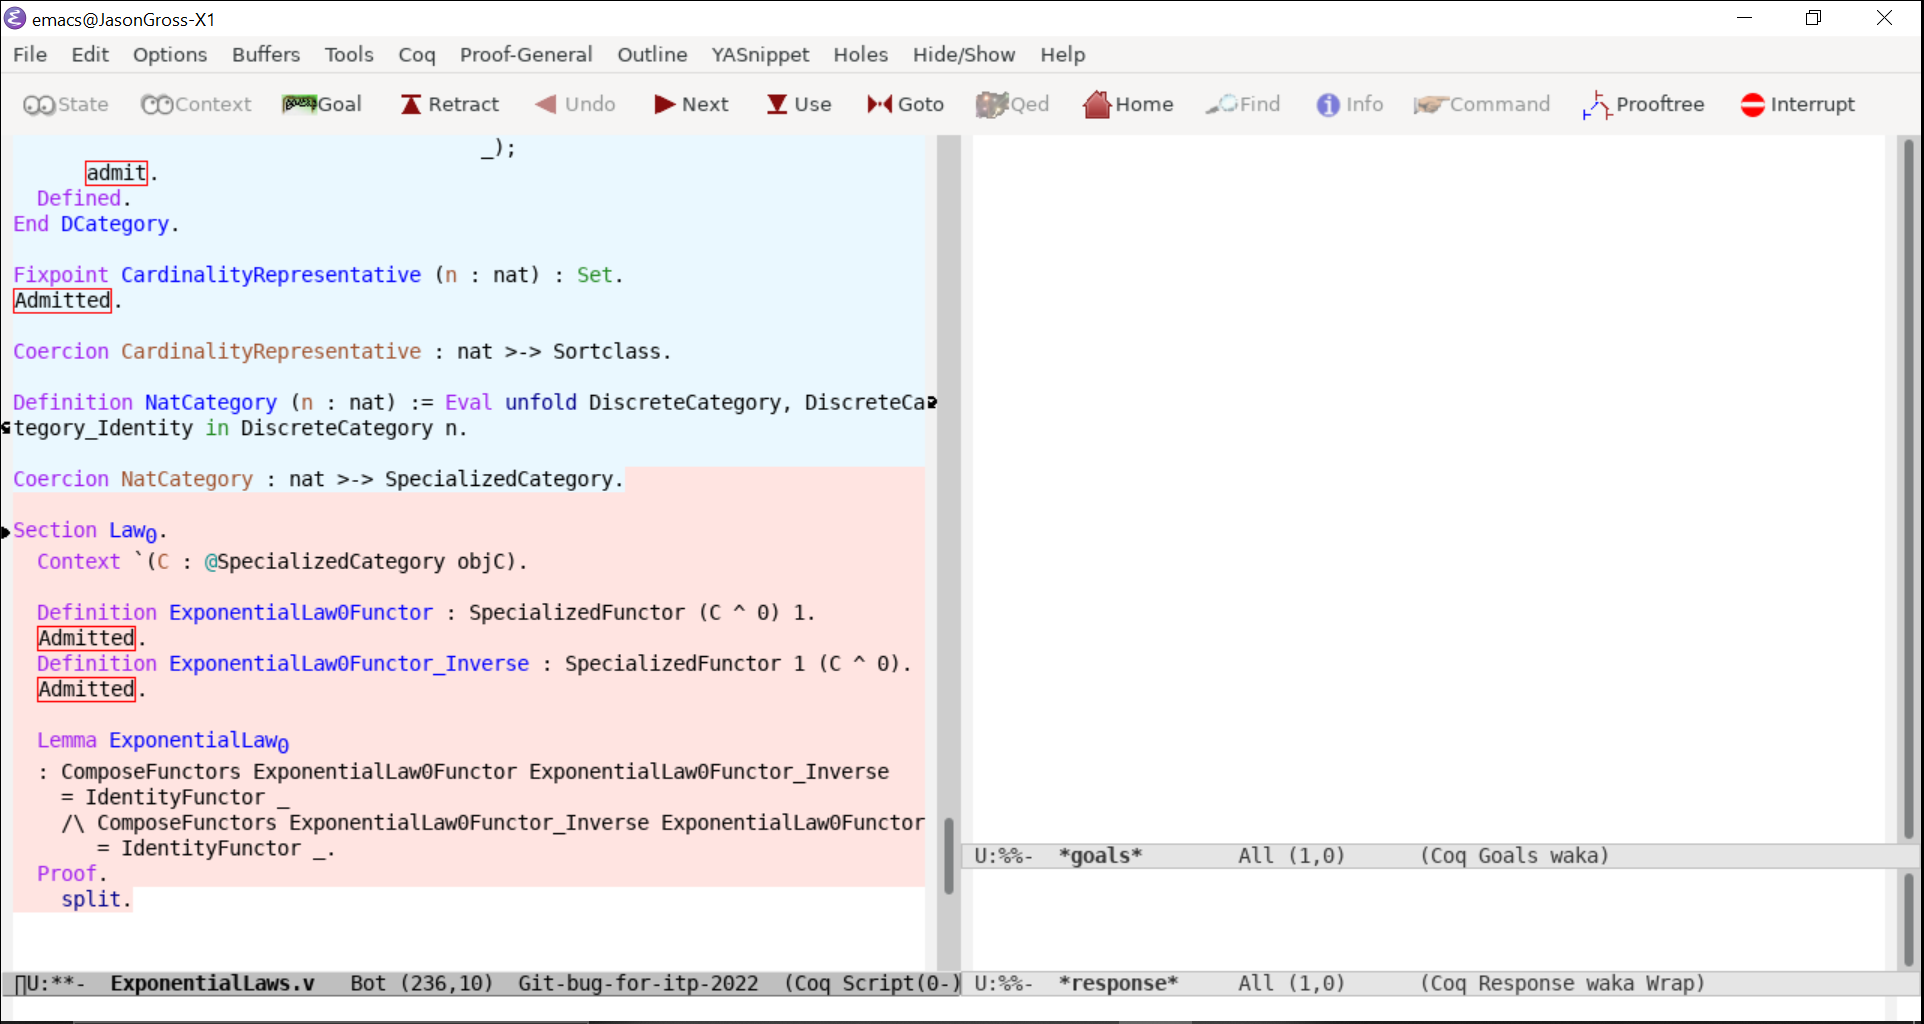 emacs@JasonGross-X1
File Edit Options Buffers Tools Coq Proof-General Outline YASnippet Holes Hide/Show Help
State Context Goal Retract Undo Next Use Goto Qed Home Find Info Command Prooftree Interrupt
_);
admit.
Defined.
End DCategory.
Fixpoint CardinalityRepresentative (n : nat) : Set.
Admitted.
Coercion CardinalityRepresentative : nat >-> Sortclass.
Definition NatCategory (n : nat) := Eval unfold DiscreteCategory, DiscreteCa
tegory_Identity in DiscreteCategory n.
Coercion NatCategory : nat >-> SpecializedCategory.
Section Law₀.
Context `(C : @SpecializedCategory objC).
Definition ExponentialLaw0Functor : SpecializedFunctor (C ^ 0) 1.
Admitted.
Definition ExponentialLaw0Functor_Inverse : SpecializedFunctor 1 (C ^ 0).
Admitted.
Lemma ExponentialLaw₀
: ComposeFunctors ExponentialLaw0Functor ExponentialLaw0Functor_Inverse
= IdentityFunctor _
/\ ComposeFunctors ExponentialLaw0Functor_Inverse ExponentialLaw0Functor
= IdentityFunctor _.
Proof.
split.
U:**- ExponentialLaws.v Bot (236,10) Git-bug-for-itp-2022 (Coq Script(0-)
U:%%- *goals* All (1,0) (Coq Goals waka)
U:%%- *response* All (1,0) (Coq Response waka Wrap)